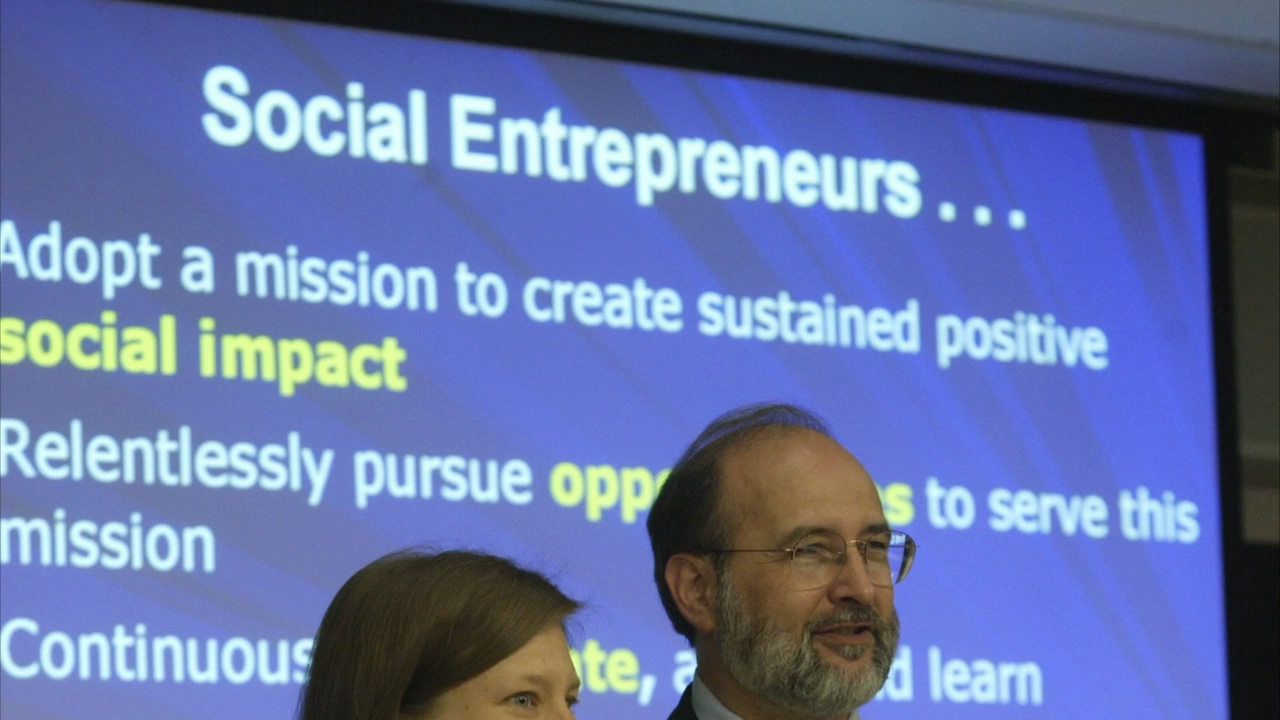 Social Entrepreneurs . . .
Adopt a mission to create sustained positive
social impact
Relentlessly pursue to serve this
mission
learn